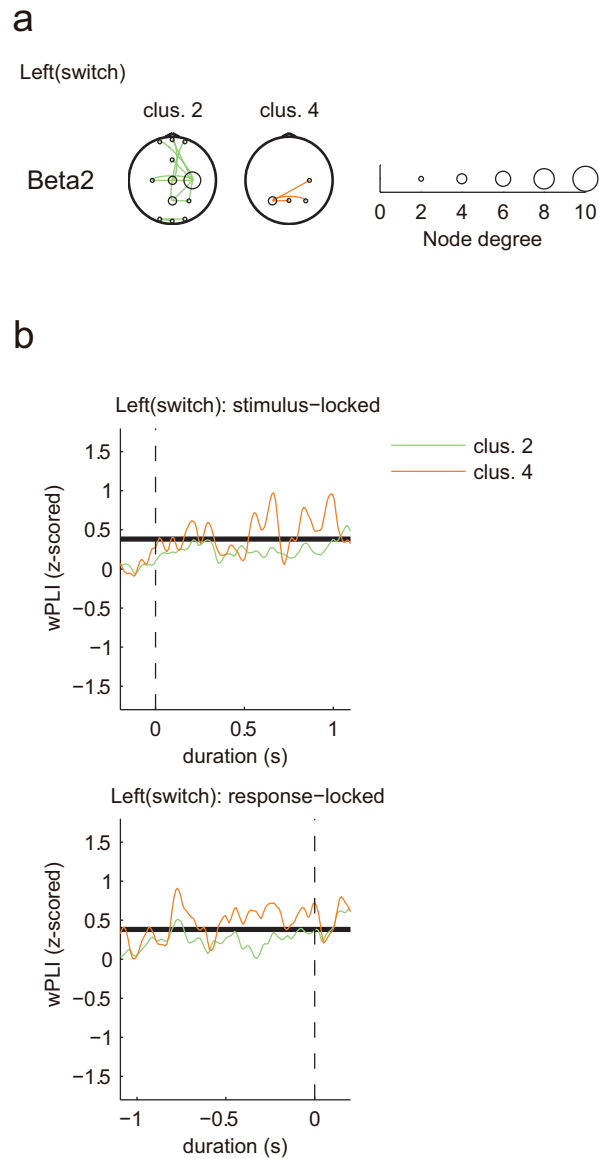 a
Left(switch)
clus. 2 clus. 4
Beta2
0 2 4 6 8 10
Node degree
b
Left(switch): stimulus−locked
clus. 2
clus. 4
1.5
1
0.5
0
−0.5
−1
−1.5
wPLI (z−scored)
0 0.5 1
duration (s)
Left(switch): response−locked
1.5
1
0.5
0
−0.5
−1
−1.5
wPLI (z−scored)
−1 −0.5 0
duration (s)